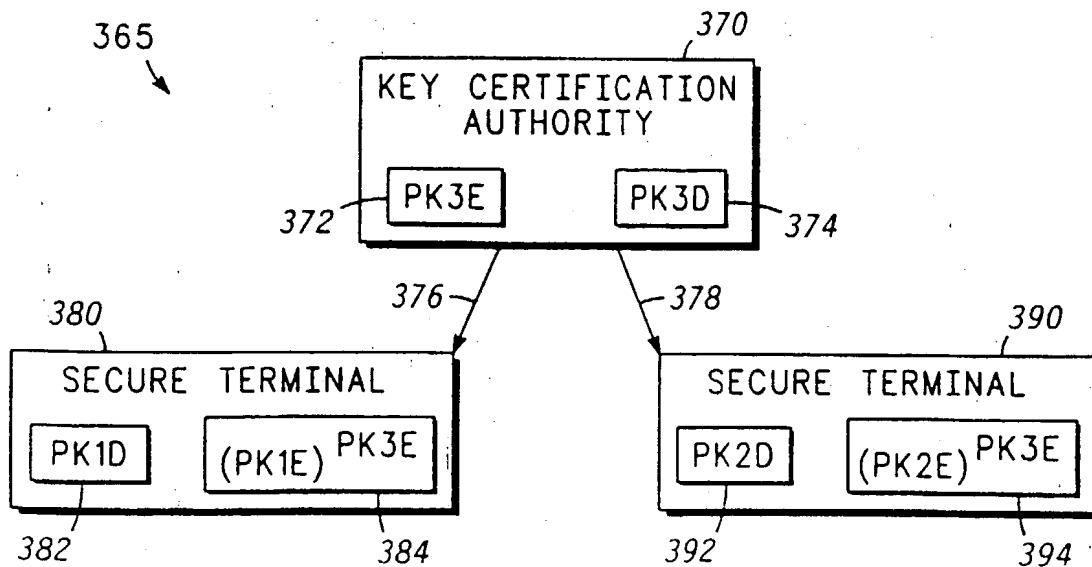 365
370
KEY CERTIFICATION
AUTHORITY
PK3E
PK3D
372
374
376
378
380
390
SECURE TERMINAL
SECURE TERMINAL
PK1D
(PK1E)^PK3E
PK2D
(PK2E)^PK3E
382
384
392
394